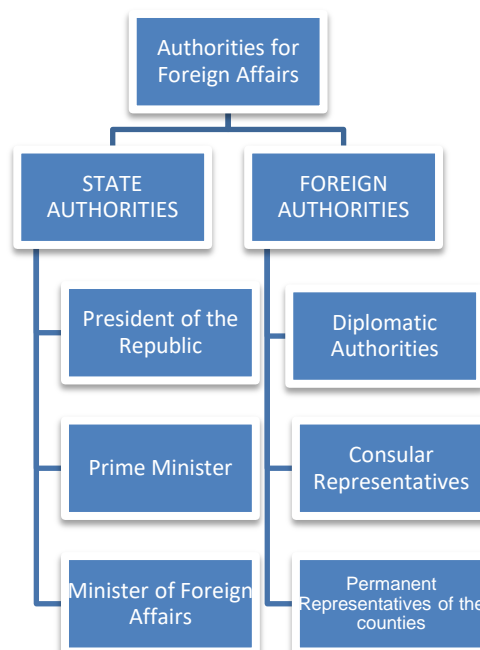 Authorities for
Foreign Affairs
STATE
AUTHORITIES
FOREIGN
AUTHORITIES
President of the
Republic
Diplomatic
Authorities
Prime Minister
Consular
Representatives
Minister of Foreign
Affairs
Permanent
Representatives of the
counties